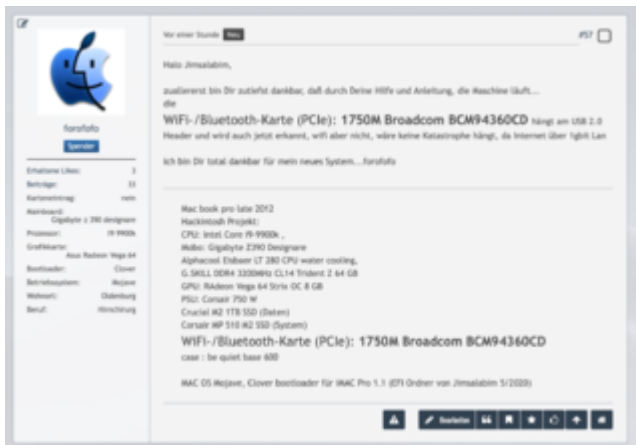 Vor einer Stunde Neu
#57
Halo Jimsalabim,
zuallererst bin Dir zutiefst dankbar, daß durch Deine Hilfe und Anleitung, die Maschine läuft...
die
WiFi-/Bluetooth-Karte (PCIe): 1750M Broadcom BCM94360CD hängt am USB 2.0
Header und wird auch jetzt erkannt, wifi aber nicht, wäre keine Katastrophe hängt, da Internet über 1gbit Lan
ich bin Dir total dankbar für mein neues System...forofofo
forofofo
Spender
Erhaltene Likes: 3
Beiträge: 33
Karteneintrag: nein
Mainboard:
Gigabyte z 390 designare
Prozessor: i9-9900k
Grafikkarte:
Asus Radeon Vega 64
Bootloader: Clover
Betriebssystem: Mojave
Wohnort: Oldenburg
Beruf:
Mac book pro late 2012
Hackintosh Projekt:
CPU: Intel Core i9-9900k ,
Mobo: Gigabyte Z390 Designare
Alphacool Eisbaer LT 280 CPU water cooling,
G.SKILL DDR4 3200MHz CL14 Trident Z 64 GB
GPU: RAdeon Vega 64 Strix OC 8 GB
PSU: Corsair 750 W
Crucial M2 1TB SSD (Daten)
Corsair MP 510 M2 SSD (System)
WiFi-/Bluetooth-Karte (PCIe): 1750M Broadcom BCM94360CD
case : be quiet base 600
MAC OS Mojave, Clover bootloader für iMAC Pro 1.1 (EFI Ordner von Jimsalabim 5/2020)
Bearbeiten